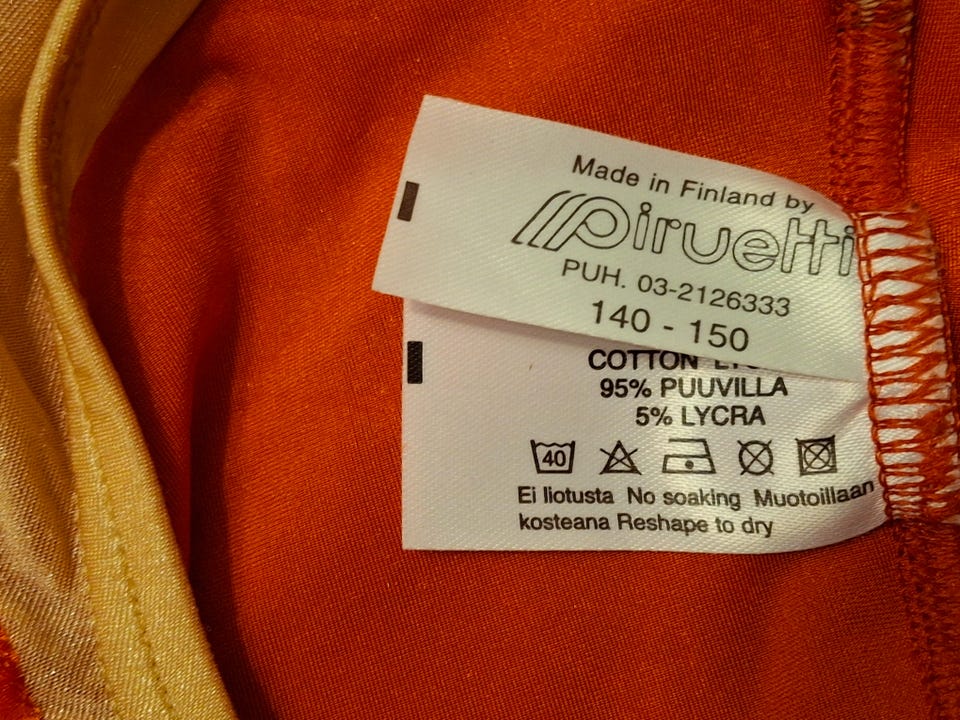 Made in Finland by
Piruetti
PUH. 03-2126333
140 - 150
COTTON
95% PUUVILLA
5% LYCRA
40
Ei liotusta No soaking Muotoillaan
kosteana Reshape to dry